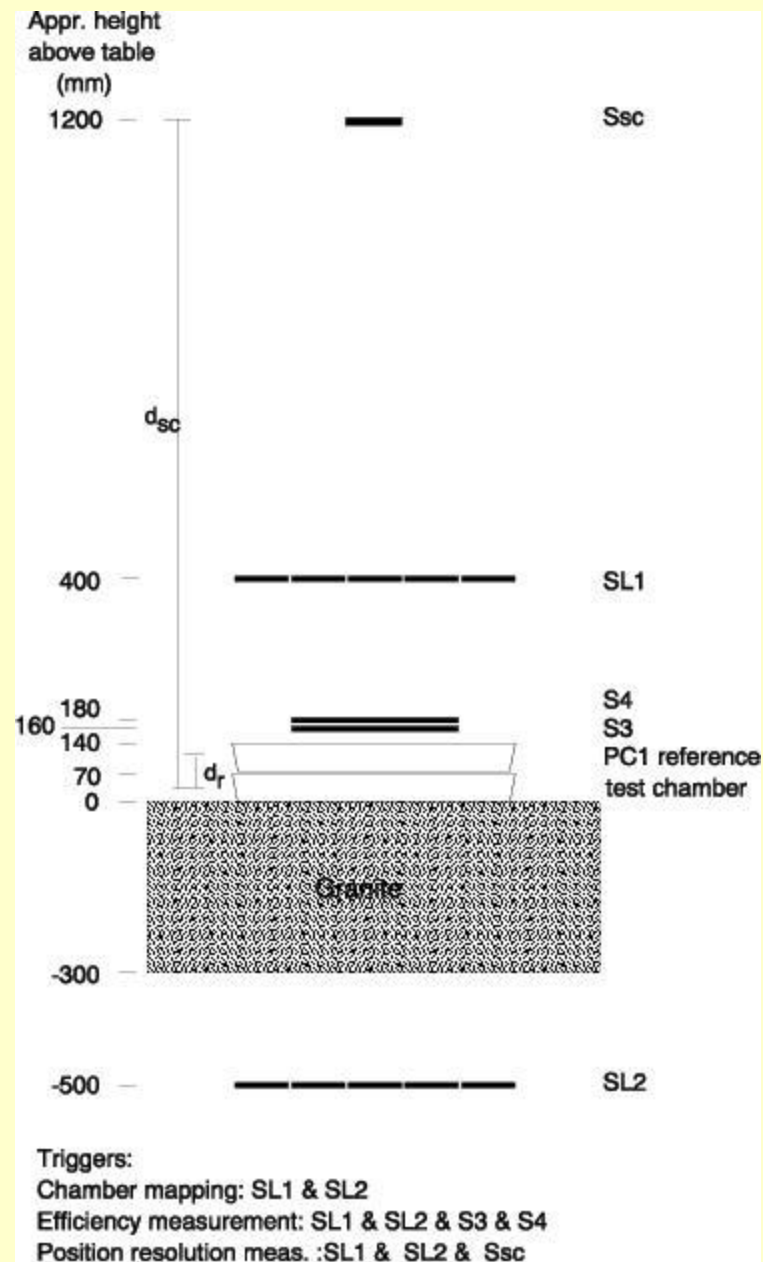 Appr. height
above table
(mm)
1200
Ssc
dsc
400
SL1
180
S4
160
S3
140
PC1 reference
70
dr
test chamber
0
Granite
-300
-500
SL2
Triggers:
Chamber mapping: SL1 & SL2
Efficiency measurement: SL1 & SL2 & S3 & S4
Position resolution meas. :SL1 & SL2 & Ssc